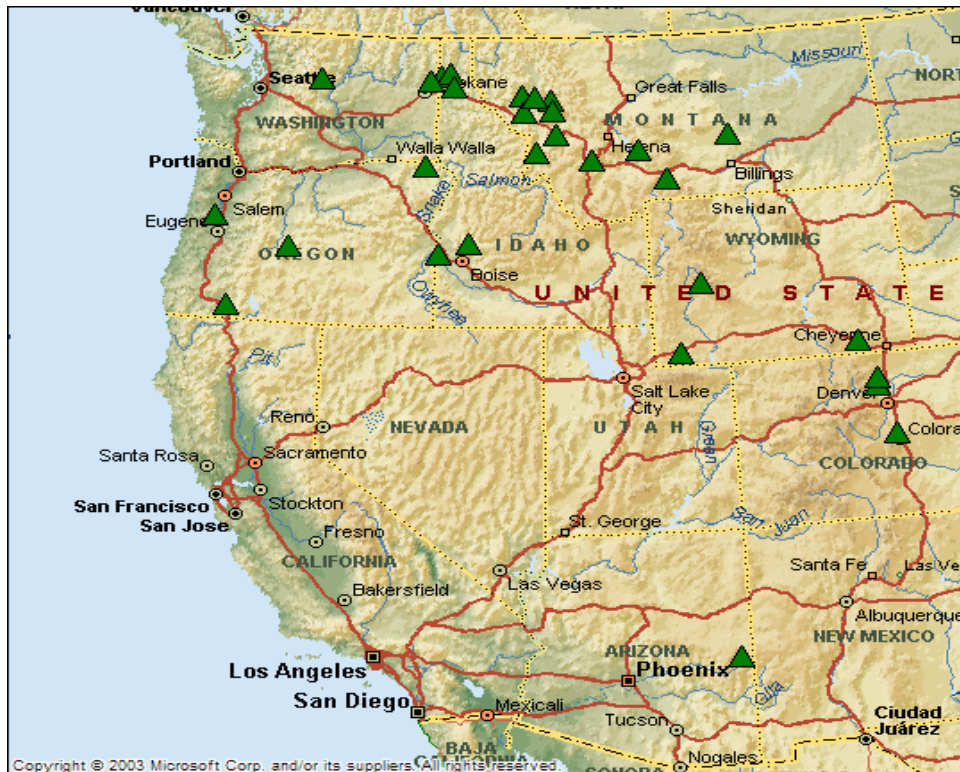 Vancouver
Missouri
NORT
Seattle
Spokane
Great Falls
WASHINGTON
MONTANA
Helena
Walla Walla
Portland
Billings
Salmon
Salem
Snake
Sheridan
Eugene
WYOMING
OREGON
IDAHO
Boise
Owyhee
UNITED STATE
Cheyenne
Pit
Salt Lake
City
Denver
Reno
NEVADA
UTAH
Green
Colora
Santa Rosa
Sacramento
COLORADO
Stockton
San Francisco
San Jose
St. George
San Juan
Fresno
CALIFORNIA
Santa Fe
Las Ve
Las Vegas
Bakersfield
Albuquerque
NEW MEXICO
ARIZONA
Los Angeles
Phoenix
Gila
San Diego
Mexicali
Tucson
Ciudad
Juárez
BAJA
CALIFORNIA
Nogales
SONORA
Copyright © 2003 Microsoft Corp. and/or its suppliers. All rights reserved.